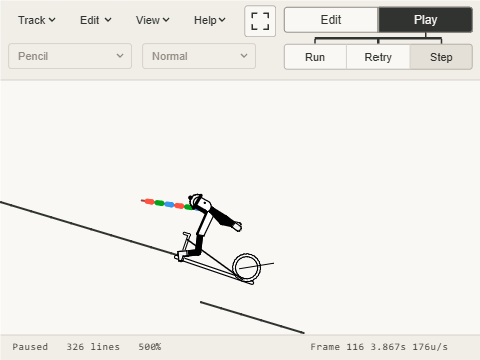 Track Edit View Help Edit Play
Pencil Normal Run Retry Step
Paused 326 lines 500% Frame 116 3.867s 176u/s